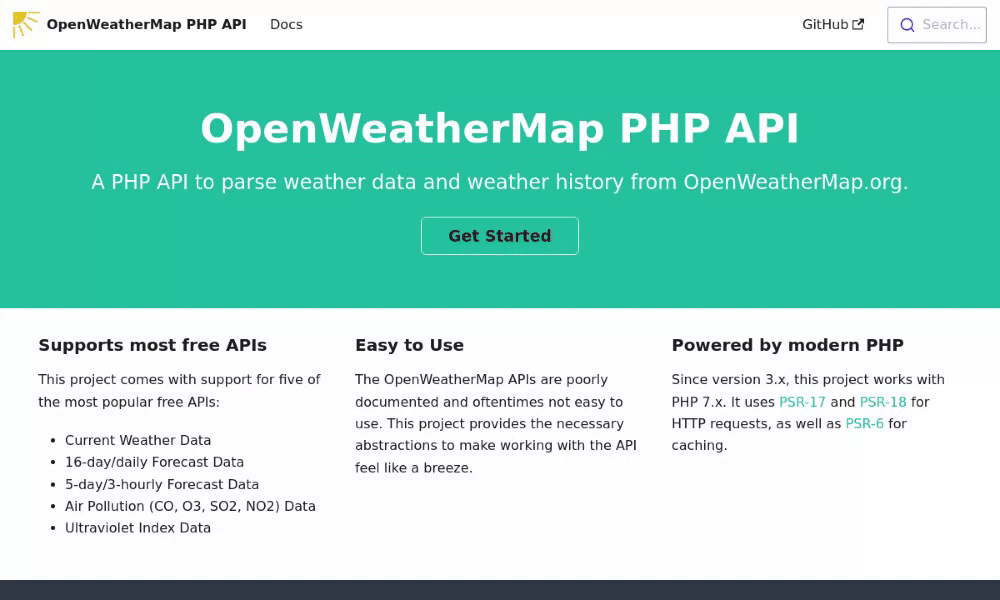 OpenWeatherMap PHP API
Docs
GitHub
Search...
OpenWeatherMap PHP API
A PHP API to parse weather data and weather history from OpenWeatherMap.org.
Get Started
Supports most free APIs
This project comes with support for five of
the most popular free APIs:
• Current Weather Data
• 16-day/daily Forecast Data
• 5-day/3-hourly Forecast Data
• Air Pollution (CO, O3, SO2, NO2) Data
• Ultraviolet Index Data
Easy to Use
The OpenWeatherMap APIs are poorly
documented and oftentimes not easy to
use. This project provides the necessary
abstractions to make working with the API
feel like a breeze.
Powered by modern PHP
Since version 3.x, this project works with
PHP 7.x. It uses PSR-17 and PSR-18 for
HTTP requests, as well as PSR-6 for
caching.